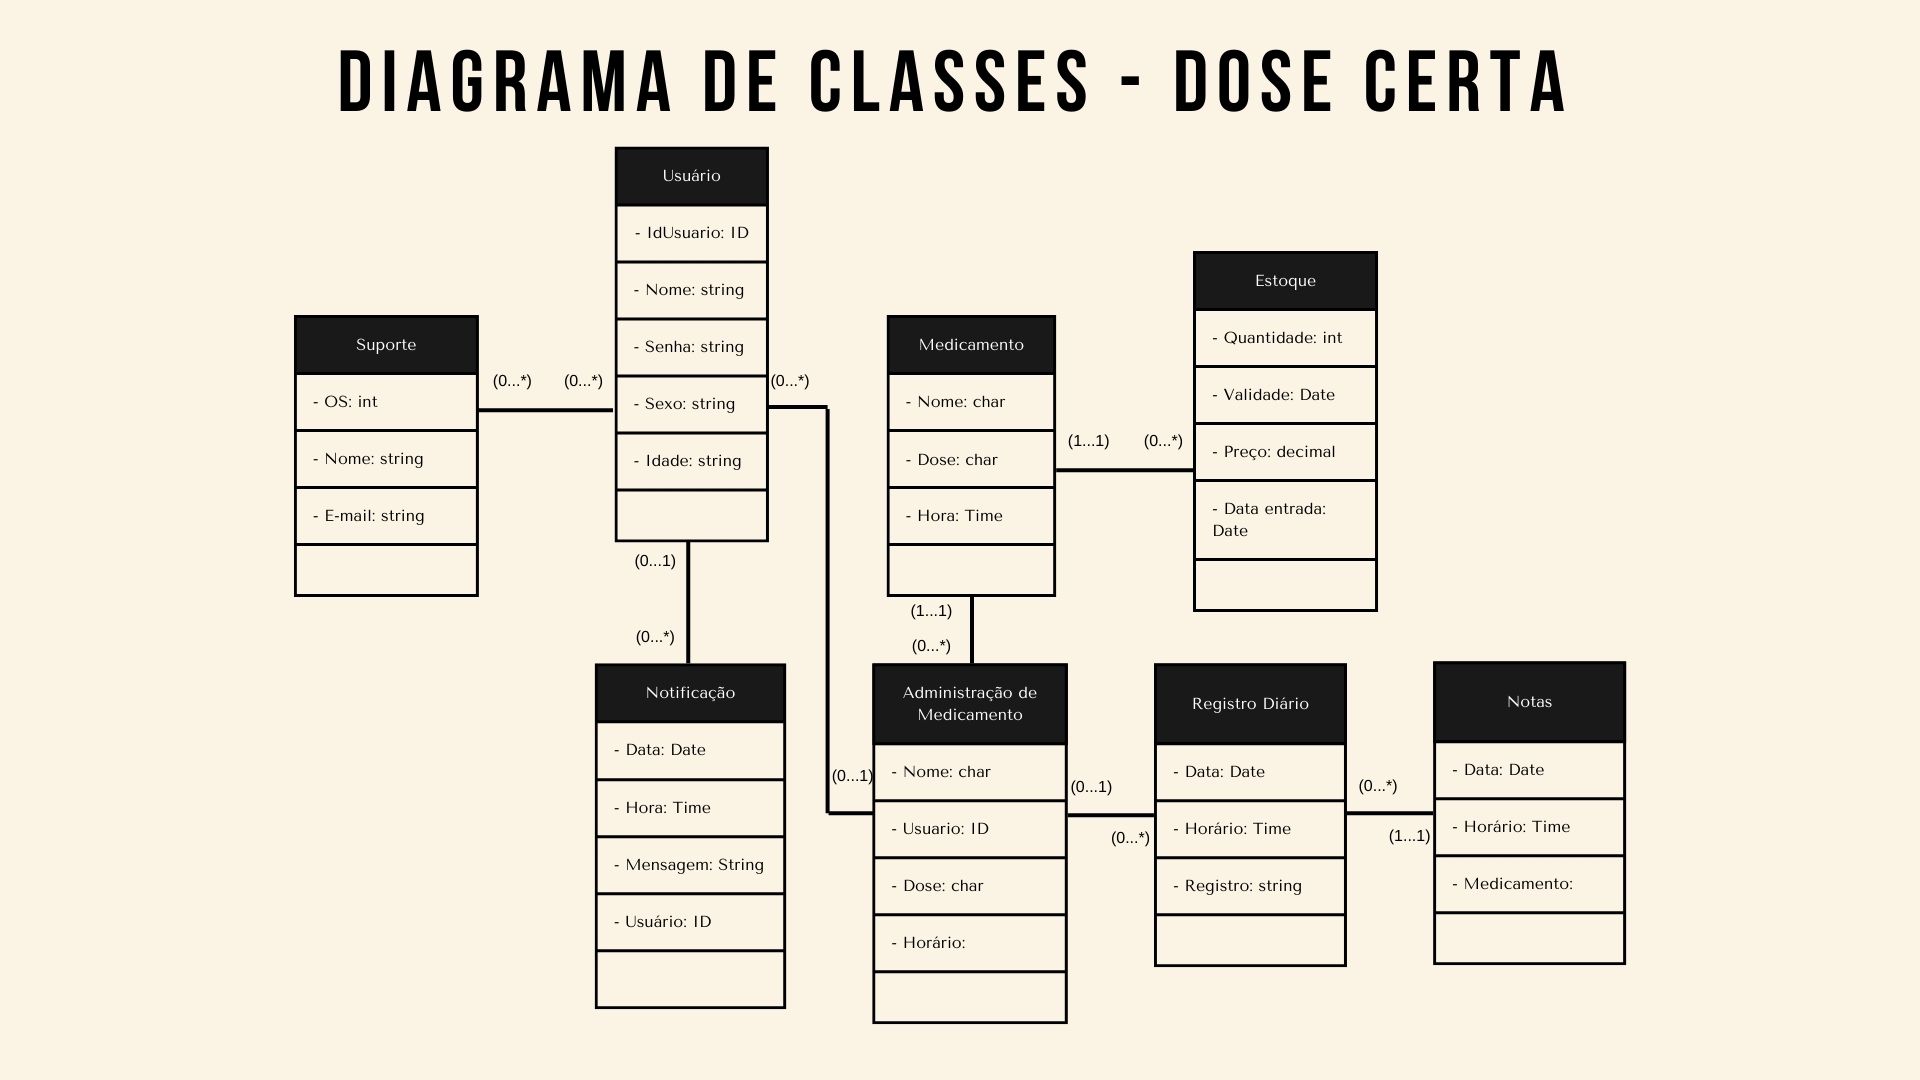 DIAGRAMA DE CLASSES - DOSE CERTA
Usuário
- IdUsuario: ID
- Nome: string
- Senha: string
- Sexo: string
- Idade: string
Suporte
- OS: int
- Nome: string
- E-mail: string
(0...*)
(0...*)
(0...*)
Medicamento
- Nome: char
- Dose: char
- Hora: Time
(1...1)
(0...*)
Estoque
- Quantidade: int
- Validade: Date
- Preço: decimal
- Data entrada:
Date
(0...1)
(0...*)
(1...1)
(0...*)
Notificação
- Data: Date
- Hora: Time
- Mensagem: String
- Usuário: ID
(0...1)
Administração de
Medicamento
- Nome: char
- Usuario: ID
- Dose: char
- Horário:
(0...1)
(0...*)
Registro Diário
- Data: Date
- Horário: Time
- Registro: string
(0...*)
(1...1)
Notas
- Data: Date
- Horário: Time
- Medicamento: